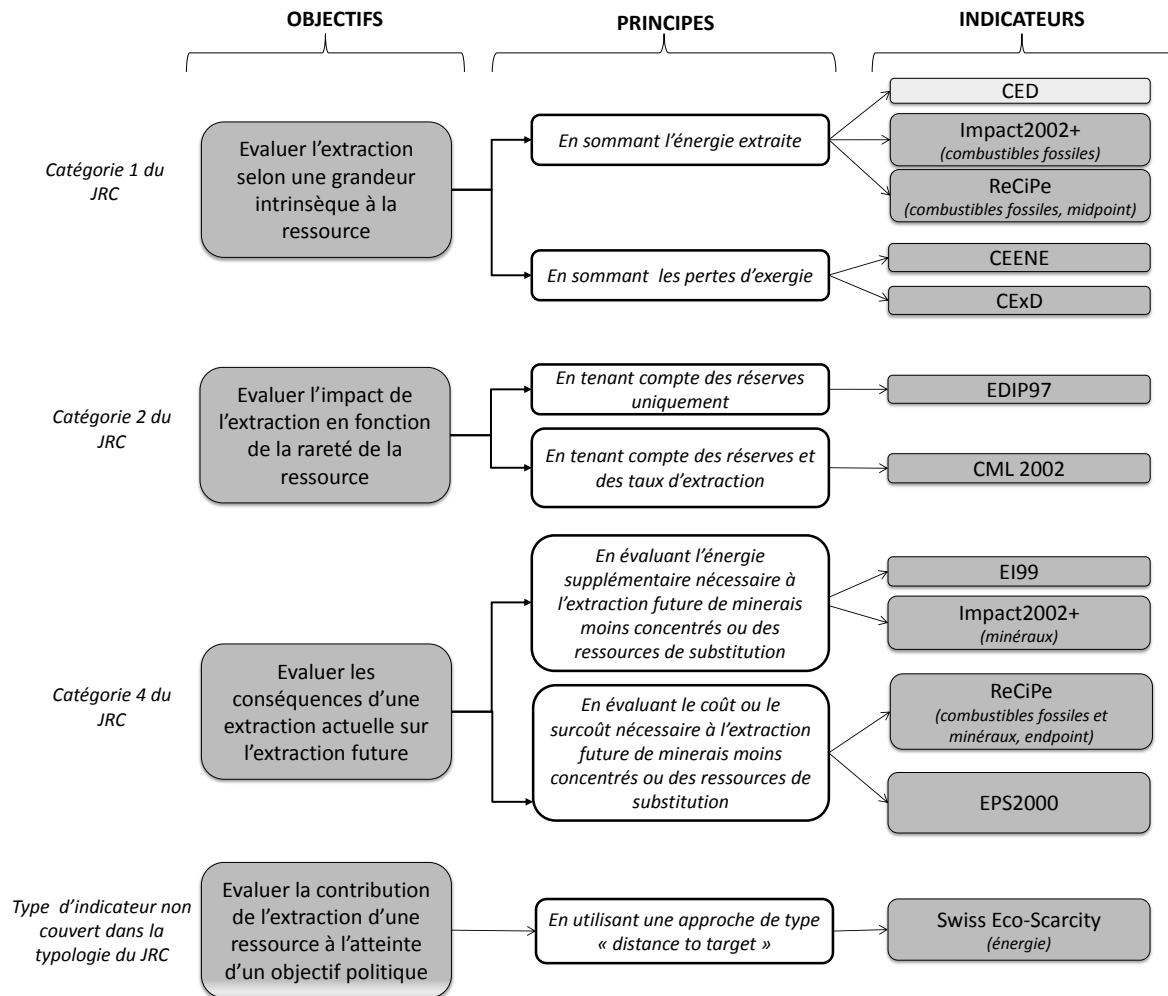 OBJECTIFS
PRINCIPES
INDICATEURS
Catégorie 1 du
JRC
Evaluer l'extraction
selon une grandeur
intrinsèque à la
ressource
En sommant l'énergie extraite
CED
Impact2002+
(combustibles fossiles)
ReCiPe
(combustibles fossiles, midpoint)
En sommant les pertes d'exergie
CEENE
CExD
Catégorie 2 du
JRC
Evaluer l'impact de
l'extraction en fonction
de la rareté de la
ressource
En tenant compte des réserves
uniquement
EDIP97
En tenant compte des réserves et
des taux d'extraction
CML 2002
Catégorie 4 du
JRC
Evaluer les
conséquences d'une
extraction actuelle sur
l'extraction future
En évaluant l'énergie
supplémentaire nécessaire à
l'extraction future de minerais
moins concentrés ou des
ressources de substitution
EI99
Impact2002+
(minéraux)
En évaluant le coût ou le
surcoût nécessaire à l'extraction
future de minerais moins
concentrés ou des ressources de
substitution
ReCiPe
(combustibles fossiles et
minéraux, endpoint)
EPS2000
Type d'indicateur non
couvert dans la
typologie du JRC
Evaluer la contribution
de l'extraction d'une
ressource à l'atteinte
d'un objectif politique
En utilisant une approche de type
« distance to target »
Swiss Eco-Scarcity
(énergie)